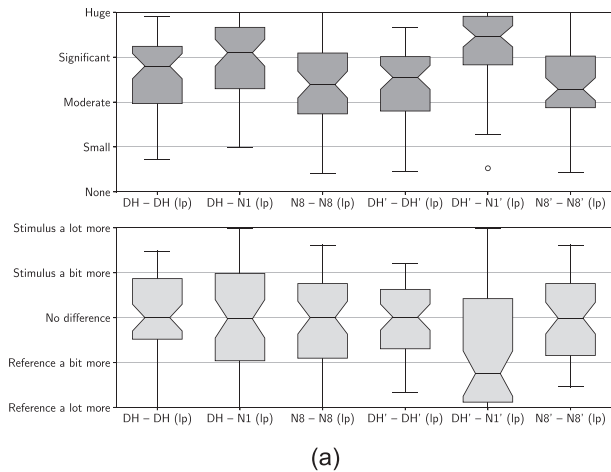 Huge
Significant
Moderate
Small
None
DH – DH (lp) DH – N1 (lp) N8 – N8 (lp) DH' – DH' (lp) DH' – N1' (lp) N8' – N8' (lp)
Stimulus a lot more
Stimulus a bit more
No difference
Reference a bit more
Reference a lot more
DH – DH (lp) DH – N1 (lp) N8 – N8 (lp) DH' – DH' (lp) DH' – N1' (lp) N8' – N8' (lp)
(a)